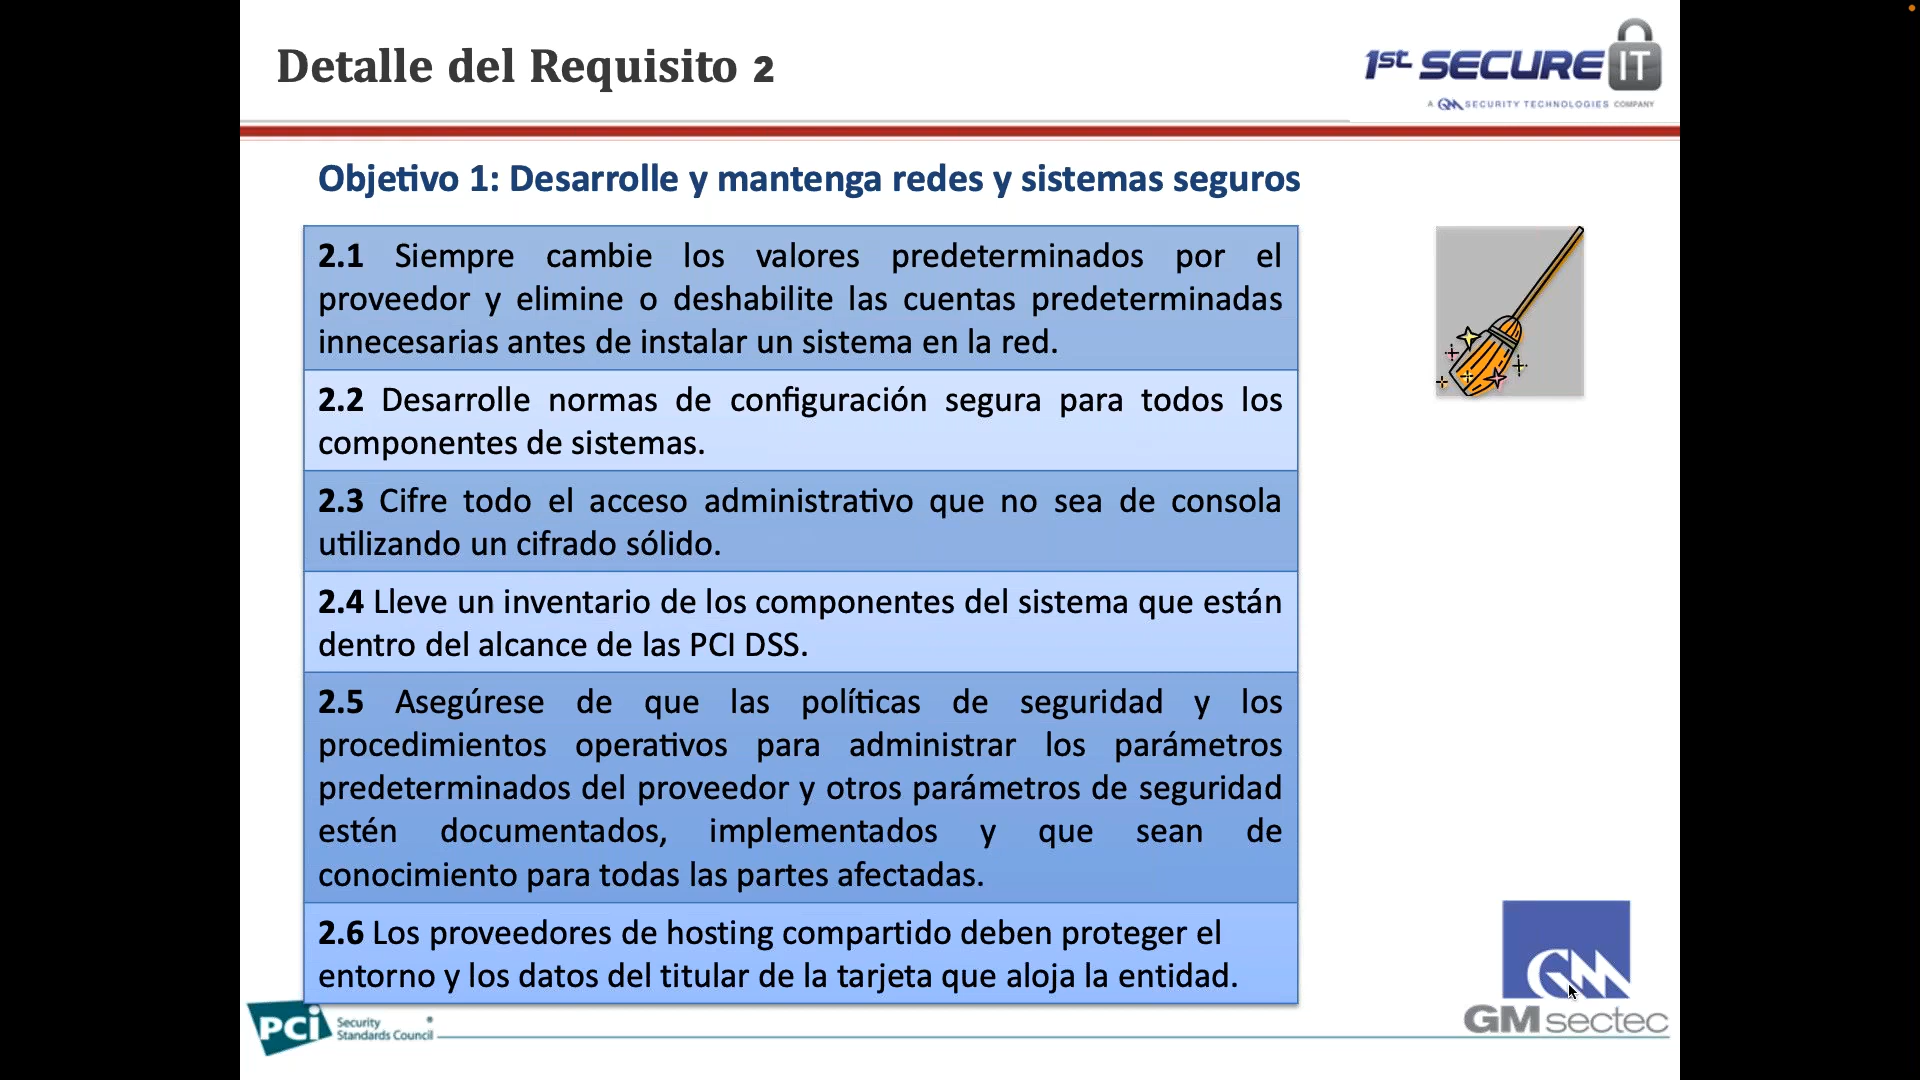 Detalle del Requisito 2
1st SECURE IT
A GM SECURITY TECHNOLOGIES COMPANY
Objetivo 1: Desarrolle y mantenga redes y sistemas seguros
2.1 Siempre cambie los valores predeterminados por el
proveedor y elimine o deshabilite las cuentas predeterminadas
innecesarias antes de instalar un sistema en la red.
2.2 Desarrolle normas de configuración segura para todos los
componentes de sistemas.
2.3 Cifre todo el acceso administrativo que no sea de consola
utilizando un cifrado sólido.
2.4 Lleve un inventario de los componentes del sistema que están
dentro del alcance de las PCI DSS.
2.5 Asegúrese de que las políticas de seguridad y los
procedimientos operativos para administrar los parámetros
predeterminados del proveedor y otros parámetros de seguridad
estén documentados, implementados y que sean de
conocimiento para todas las partes afectadas.
2.6 Los proveedores de hosting compartido deben proteger el
entorno y los datos del titular de la tarjeta que aloja la entidad.
PCi Security
Standards Council
GM
GM sectec